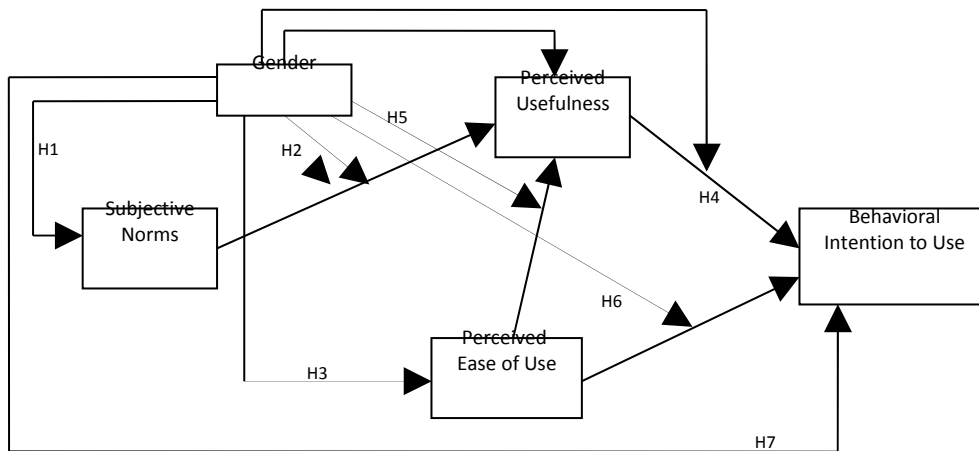 Gender
Perceived
Usefulness
H5
H1
H2
H4
Subjective
Norms
Behavioral
Intention to Use
H6
Perceived
Ease of Use
H3
H7